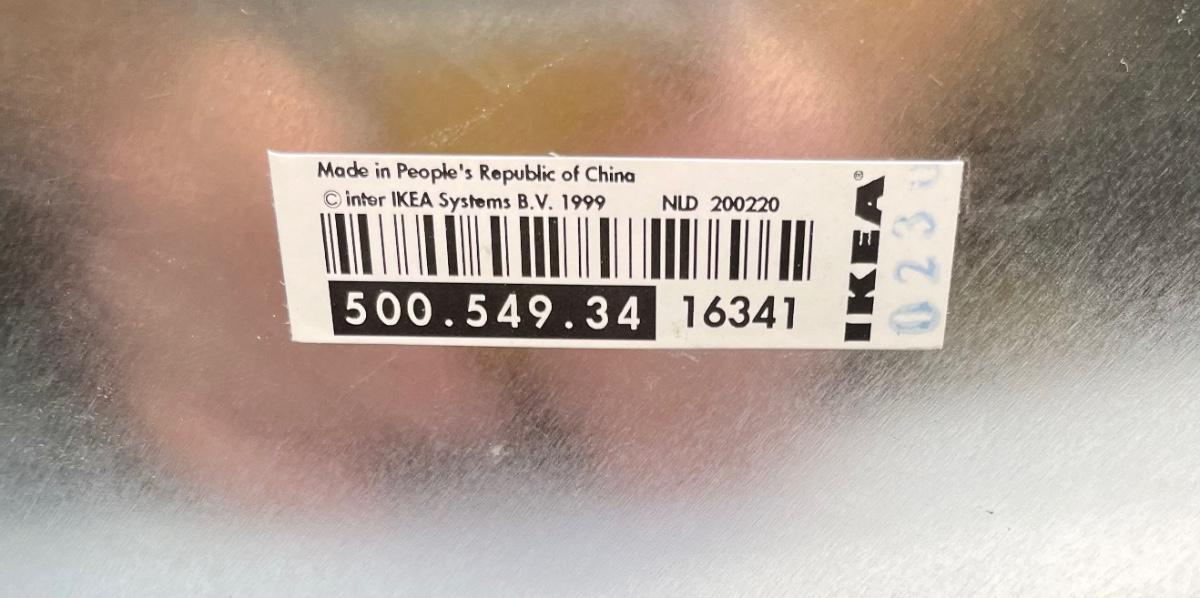 Made in People's Republic of China
© inter IKEA Systems B.V. 1999 NLD 200220
500.549.34 16341
IKEA®
023